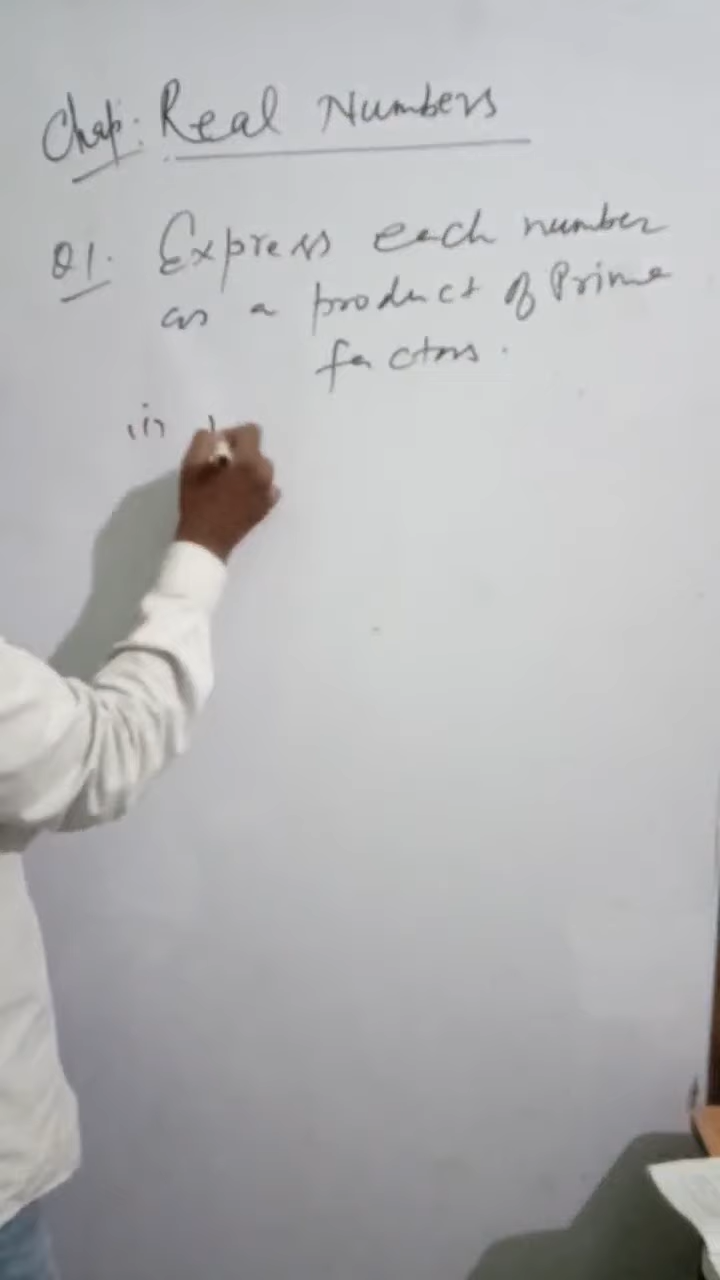 Chap: Real Numbers
Q1. Express each number
as a product of Prime
factors.
(i)